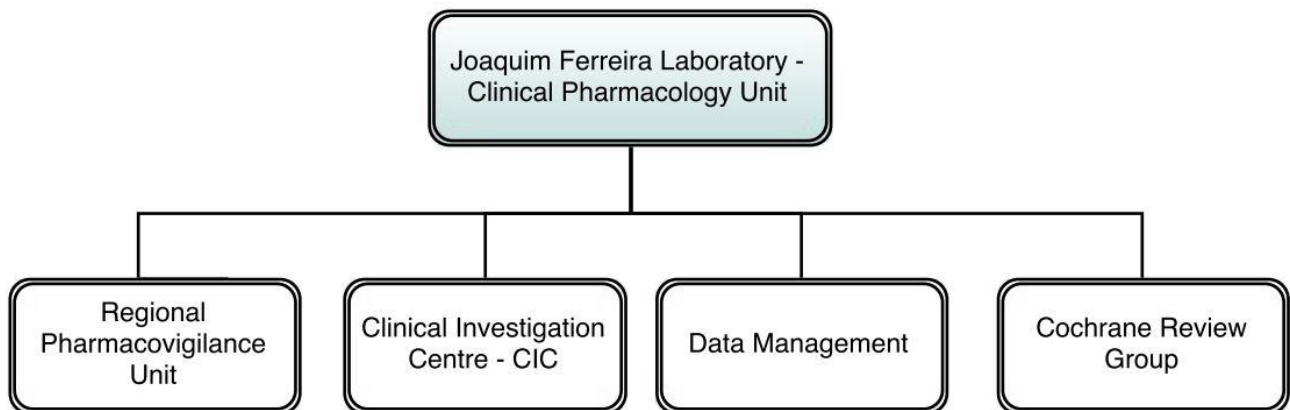 Joaquim Ferreira Laboratory -
Clinical Pharmacology Unit
Regional
Pharmacovigilance
Unit
Clinical Investigation
Centre - CIC
Data Management
Cochrane Review
Group